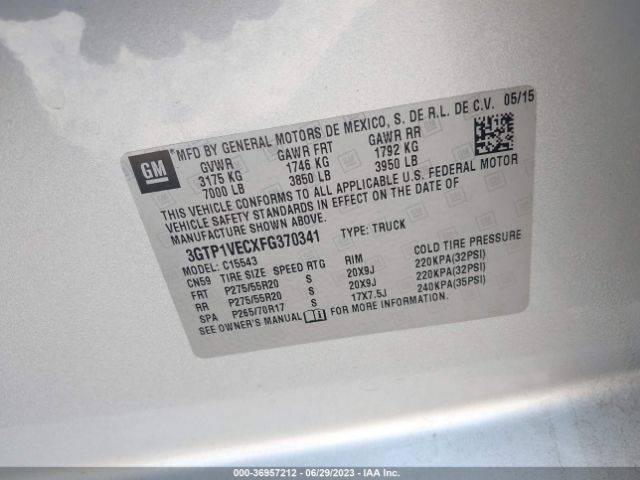 GM
*MFD BY GENERAL MOTORS DE MEXICO, S. DE R.L. DE C.V. 05/15
GVWR GAWR FRT GAWR RR
3175 KG 1746 KG 1792 KG
7000 LB 3850 LB 3950 LB
THIS VEHICLE CONFORMS TO ALL APPLICABLE U.S. FEDERAL MOTOR
VEHICLE SAFETY STANDARDS IN EFFECT ON THE DATE OF
MANUFACTURE SHOWN ABOVE.
3GTP1VECXFG370341 TYPE: TRUCK
MODEL: C15543
CN59 TIRE SIZE SPEED RTG RIM COLD TIRE PRESSURE
FRT P275/55R20 S 20X9J 220KPA(32PSI)
RR P275/55R20 S 20X9J 220KPA(32PSI)
SPA P265/70R17 S 17X7.5J 240KPA(35PSI)
SEE OWNER'S MANUAL FOR MORE INFORMATION.
000-36957212 - 06/29/2023 - IAA Inc.